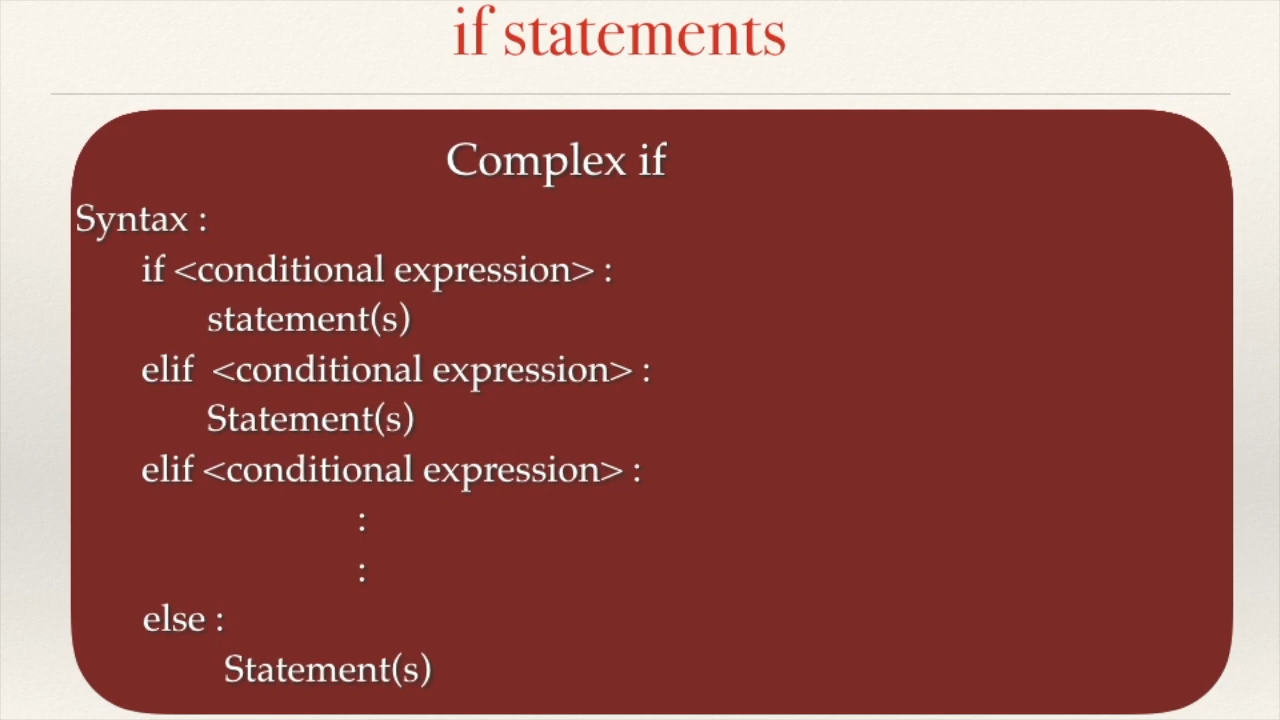 if statements
Complex if
Syntax :
if <conditional expression> :
statement(s)
elif  <conditional expression> :
Statement(s)
elif <conditional expression> :
:
:
else :
Statement(s)